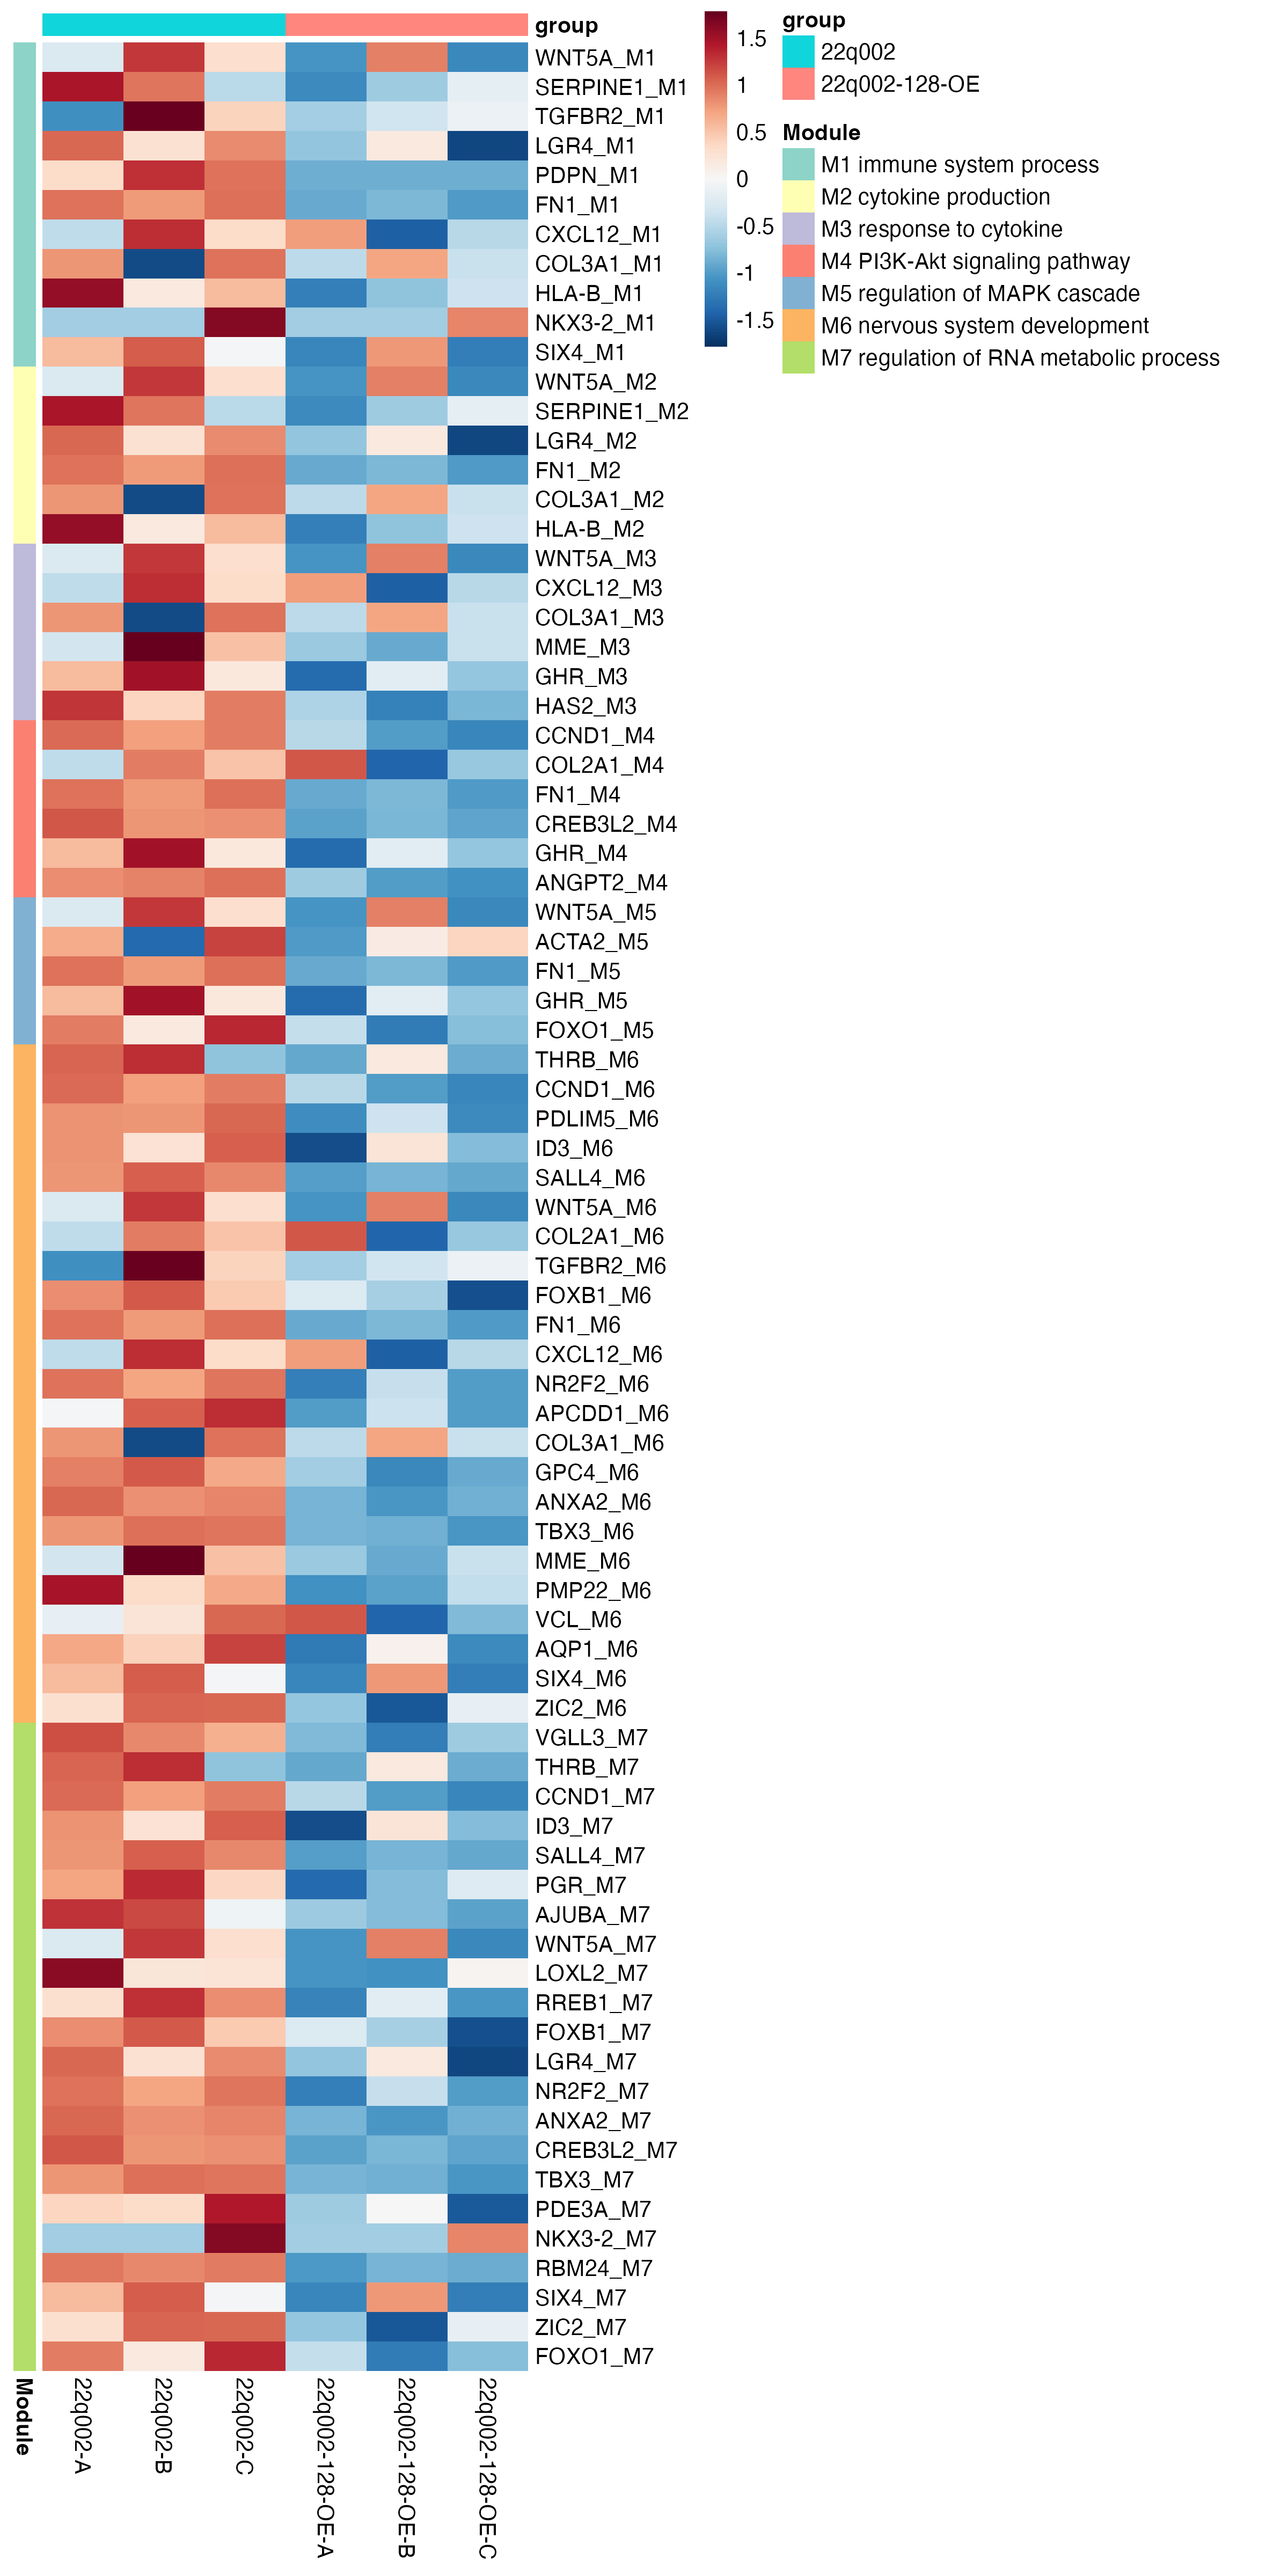 group
WNT5A_M1
SERPINE1_M1
TGFBR2_M1
LGR4_M1
PDPN_M1
FN1_M1
CXCL12_M1
COL3A1_M1
HLA-B_M1
NKX3-2_M1
SIX4_M1
WNT5A_M2
SERPINE1_M2
LGR4_M2
FN1_M2
COL3A1_M2
HLA-B_M2
WNT5A_M3
CXCL12_M3
COL3A1_M3
MME_M3
GHR_M3
HAS2_M3
CCND1_M4
COL2A1_M4
FN1_M4
CREB3L2_M4
GHR_M4
ANGPT2_M4
WNT5A_M5
ACTA2_M5
FN1_M5
GHR_M5
FOXO1_M5
THRB_M6
CCND1_M6
PDLIM5_M6
ID3_M6
SALL4_M6
WNT5A_M6
COL2A1_M6
TGFBR2_M6
FOXB1_M6
FN1_M6
CXCL12_M6
NR2F2_M6
APCDD1_M6
COL3A1_M6
GPC4_M6
ANXA2_M6
TBX3_M6
MME_M6
PMP22_M6
VCL_M6
AQP1_M6
SIX4_M6
ZIC2_M6
VGLL3_M7
THRB_M7
CCND1_M7
ID3_M7
SALL4_M7
PGR_M7
AJUBA_M7
WNT5A_M7
LOXL2_M7
RREB1_M7
FOXB1_M7
LGR4_M7
NR2F2_M7
ANXA2_M7
CREB3L2_M7
TBX3_M7
PDE3A_M7
NKX3-2_M7
RBM24_M7
SIX4_M7
ZIC2_M7
FOXO1_M7
Module
22q002-A
22q002-B
22q002-C
22q002-128-OE-A
22q002-128-OE-B
22q002-128-OE-C
1.5
1
0.5
0
-0.5
-1
-1.5
group
22q002
22q002-128-OE
Module
M1 immune system process
M2 cytokine production
M3 response to cytokine
M4 PI3K-Akt signaling pathway
M5 regulation of MAPK cascade
M6 nervous system development
M7 regulation of RNA metabolic process